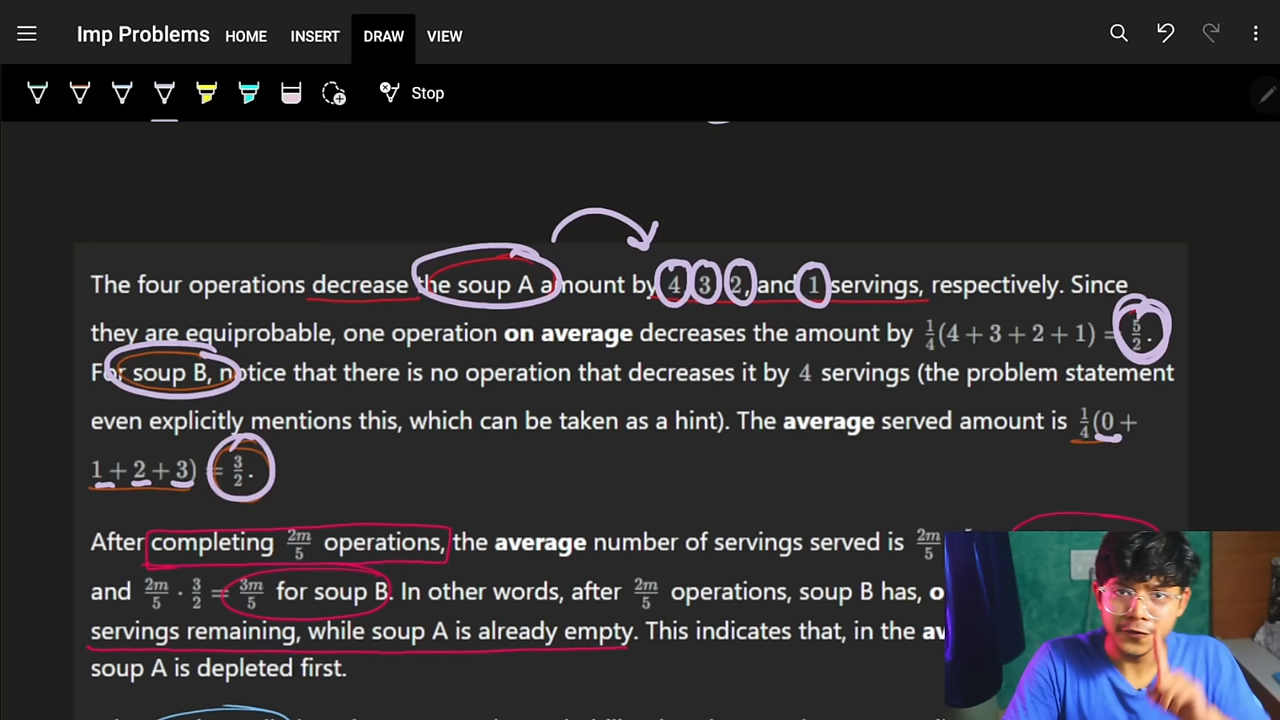 Imp Problems HOME INSERT DRAW VIEW
Stop
The four operations decrease the soup A amount by 4, 3, 2, and 1 servings, respectively. Since
they are equiprobable, one operation on average decreases the amount by 1/4(4 + 3 + 2 + 1) = 5/2.
For soup B, notice that there is no operation that decreases it by 4 servings (the problem statement
even explicitly mentions this, which can be taken as a hint). The average served amount is 1/4(0 +
1 + 2 + 3) = 3/2.
After completing 2m/5 operations, the average number of servings served is 2m/5
and 2m/5 · 3/2 = 3m/5 for soup B. In other words, after 2m/5 operations, soup B has,
servings remaining, while soup A is already empty. This indicates that, in the
soup A is depleted first.